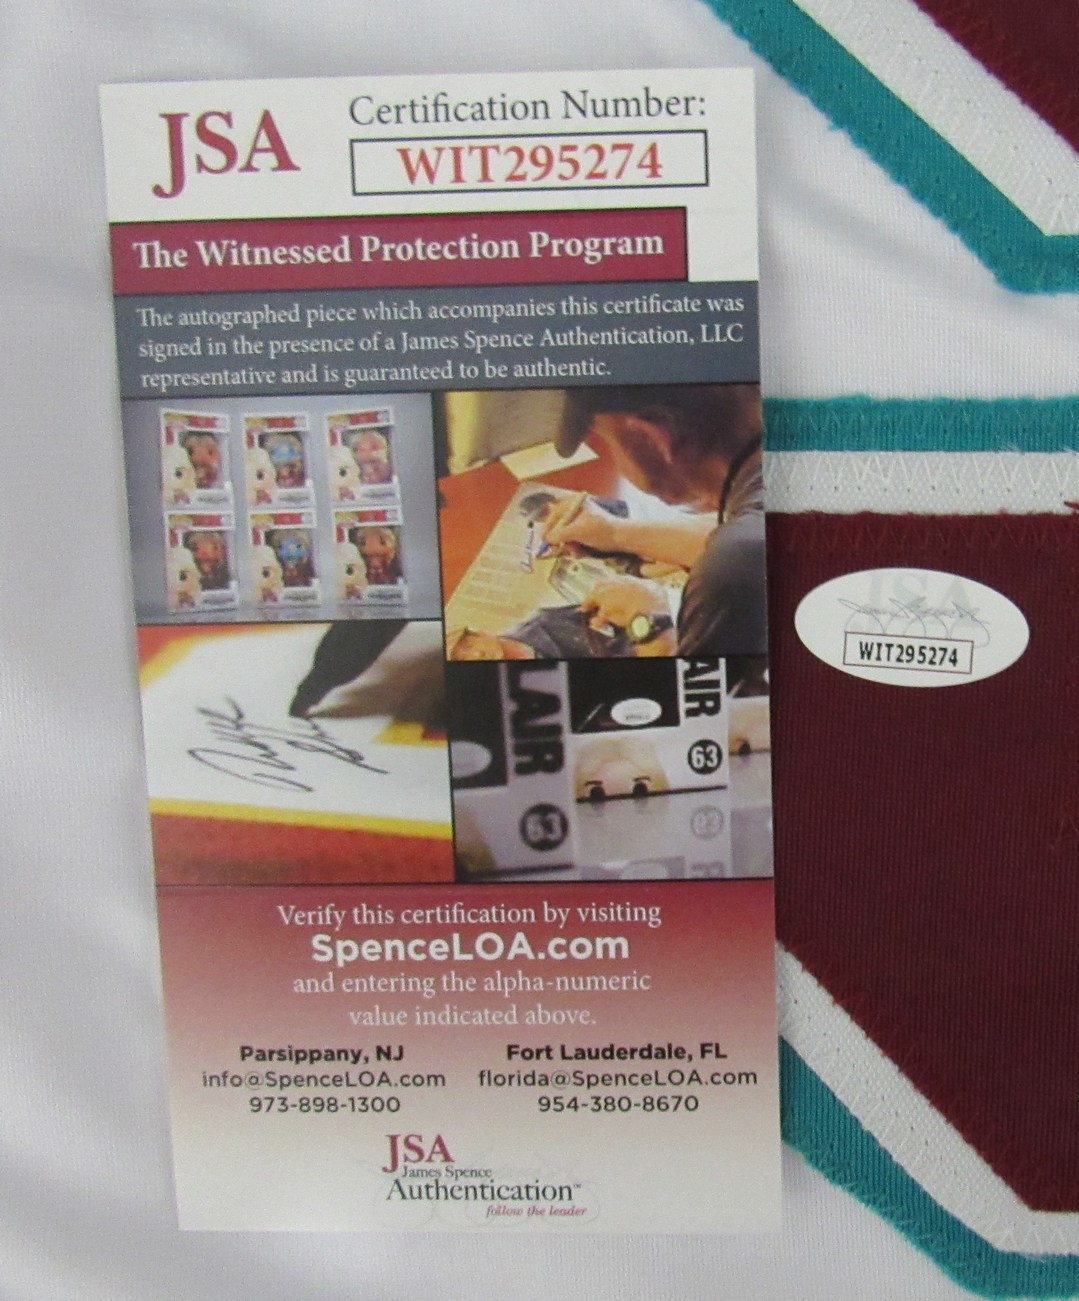 JSA
Certification Number:
WIT295274
The Witnessed Protection Program
The autographed piece which accompanies this certificate was
signed in the presence of a James Spence Authentication, LLC
representative and is guaranteed to be authentic.
LAIR
63
AIR
63
JSA
WIT295274
Verify this certification by visiting
SpenceLOA.com
and entering the alpha-numeric
value indicated above.
Parsippany, NJ
info@SpenceLOA.com
973-898-1300
Fort Lauderdale, FL
florida@SpenceLOA.com
954-380-8670
JSA
James Spence
Authentication™
follow the leader